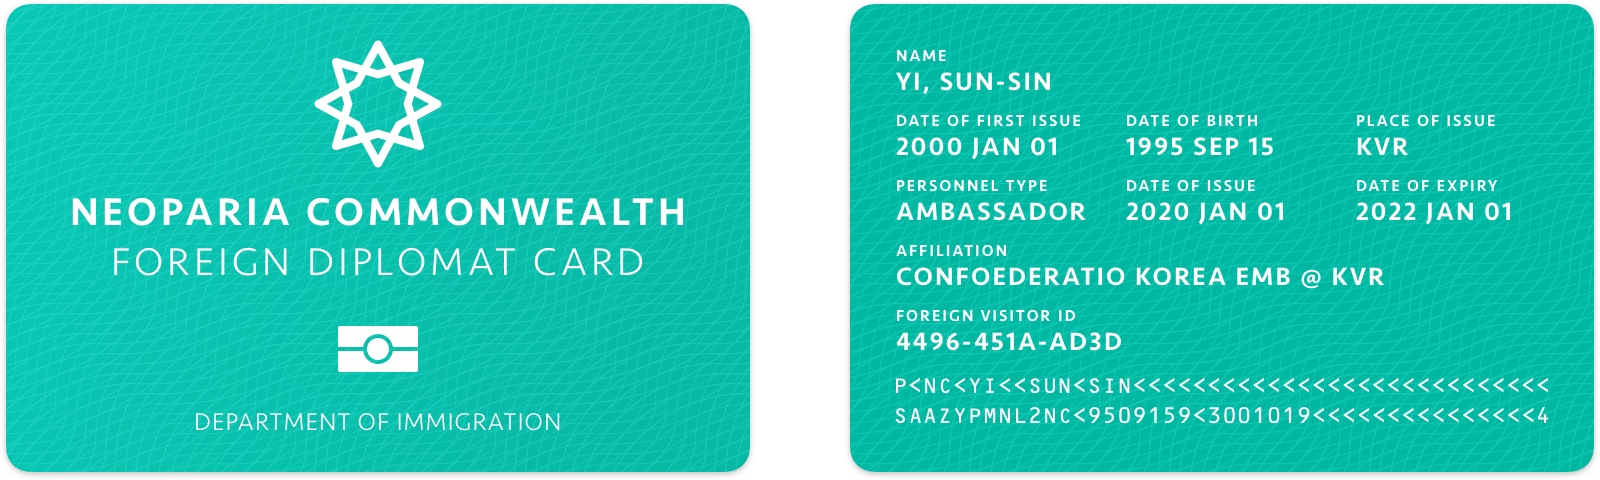 NEOPARIA COMMONWEALTH
FOREIGN DIPLOMAT CARD
DEPARTMENT OF IMMIGRATION
NAME
YI, SUN-SIN
DATE OF FIRST ISSUE DATE OF BIRTH PLACE OF ISSUE
2000 JAN 01 1995 SEP 15 KVR
PERSONNEL TYPE DATE OF ISSUE DATE OF EXPIRY
AMBASSADOR 2020 JAN 01 2022 JAN 01
AFFILIATION
CONFOEDERATIO KOREA EMB @ KVR
FOREIGN VISITOR ID
4496-451A-AD3D
P<NC<YI<<SUN<SIN<<<<<<<<<<<<<<<<<<<<<<<<<<<<
SAAZYPMNL2NC<9509159<3001019<<<<<<<<<<<<<<<4